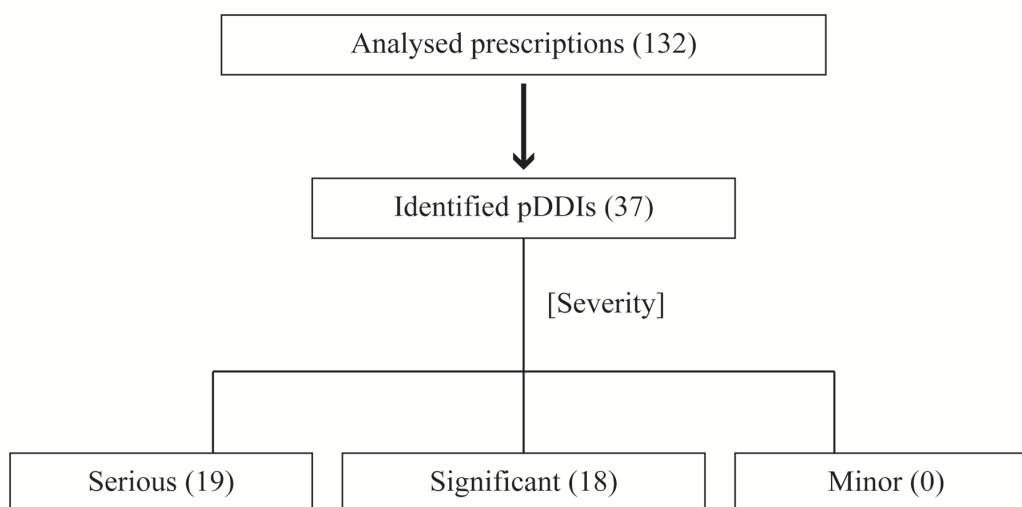 Analysed prescriptions (132)
Identified pDDIs (37)
[Severity]
Serious (19)
Significant (18)
Minor (0)